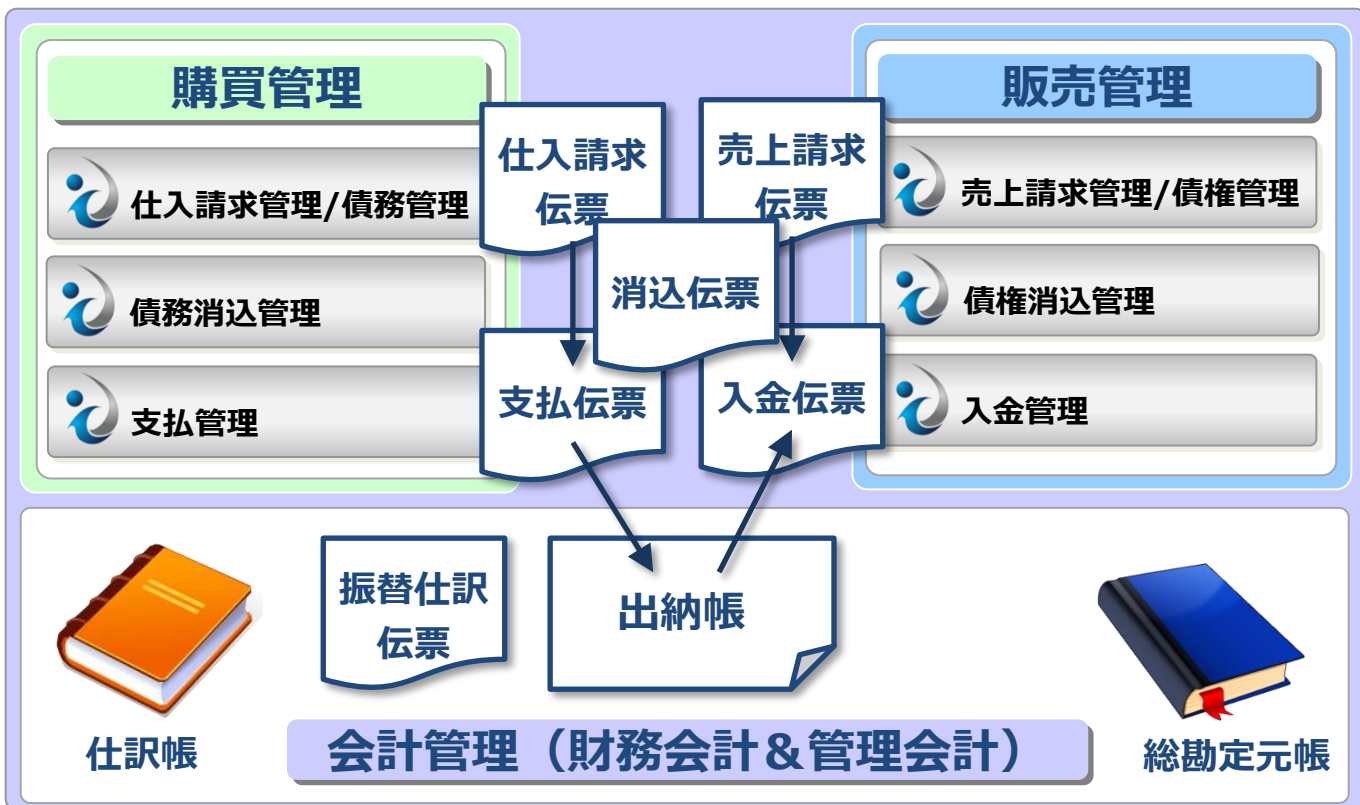 購買管理
販売管理
仕入請求
伝票
売上請求
伝票
仕入請求管理/債務管理
売上請求管理/債権管理
消込伝票
債務消込管理
債権消込管理
支払伝票
入金伝票
支払管理
入金管理
振替仕訳
伝票
出納帳
仕訳帳
会計管理（財務会計＆管理会計）
総勘定元帳